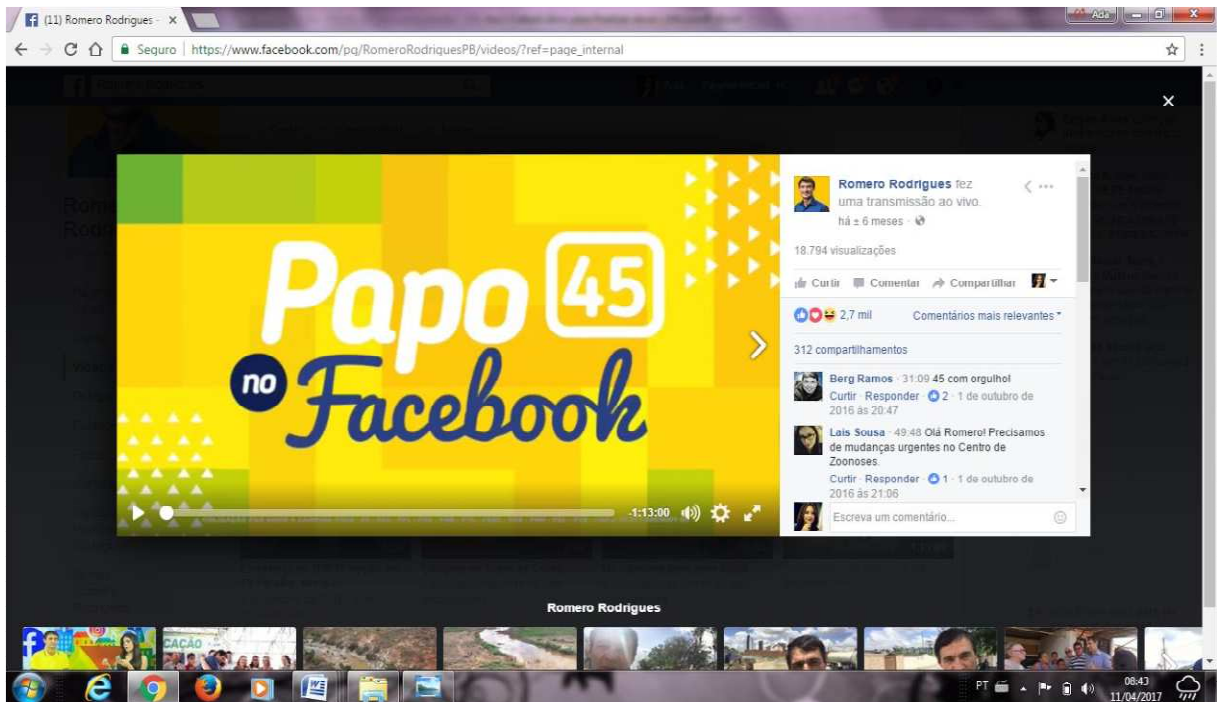 (11) Romero Rodrigues -
Ada
Seguro | https://www.facebook.com/pg/RomeroRodriguesPB/videos/?ref=page_internal
Papo 45
no Facebook
-1:13:00
Romero Rodrigues fez
uma transmissão ao vivo.
há ± 6 meses ·
18.794 visualizações
Curtir Comentar Compartilhar
2,7 mil Comentários mais relevantes
312 compartilhamentos
Berg Ramos · 31:09 45 com orgulho!
Curtir · Responder · 2 · 1 de outubro de
2016 às 20:47
Lais Sousa · 49:48 Olá Romero! Precisamos
de mudanças urgentes no Centro de
Zoonoses.
Curtir · Responder · 1 · 1 de outubro de
2016 às 21:06
Escreva um comentário...
Romero Rodrigues
CAÇÃO
PT
08:43
11/04/2017